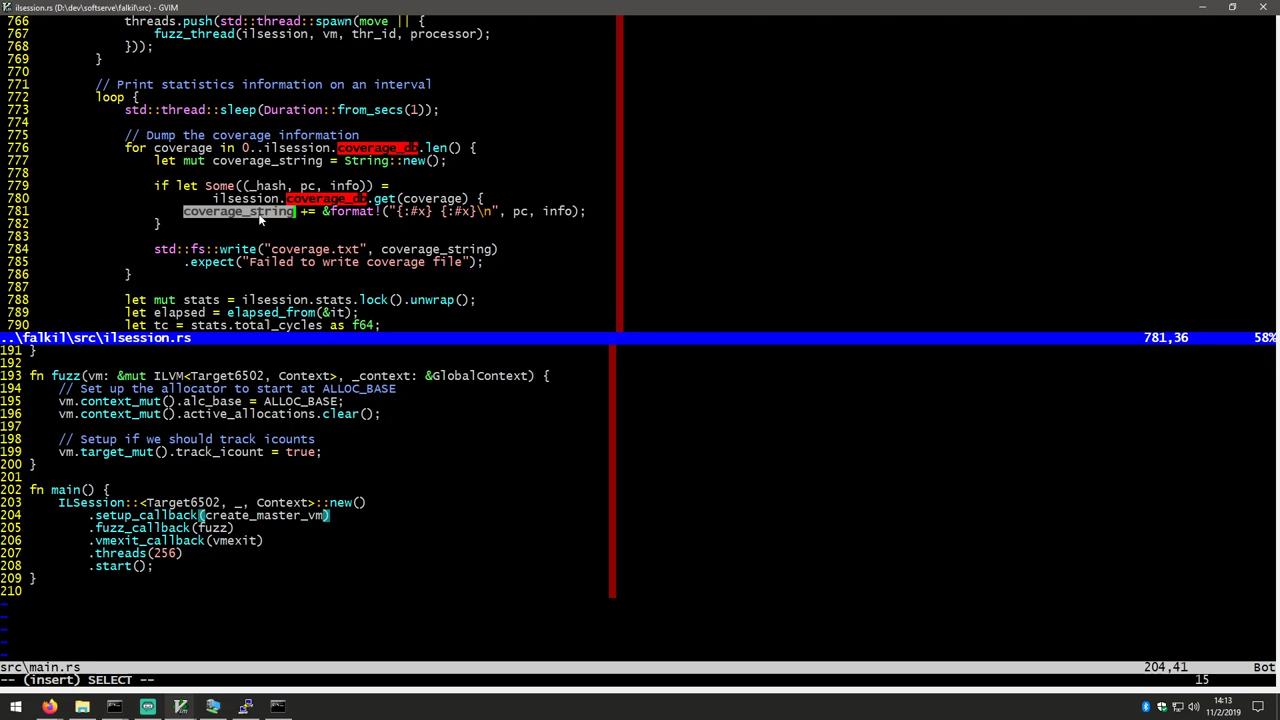 ilsession.rs (D:\dev\softserve\falkil\src) - GVIM
766             threads.push(std::thread::spawn(move || {
767                 fuzz_thread(ilsession, vm, thr_id, processor);
768             }));
769         }
770
771         // Print statistics information on an interval
772         loop {
773             std::thread::sleep(Duration::from_secs(1));
774
775             // Dump the coverage information
776             for coverage in 0..ilsession.coverage_db.len() {
777                 let mut coverage_string = String::new();
778
779                 if let Some((_hash, pc, info)) =
780                         ilsession.coverage_db.get(coverage) {
781                     coverage_string += &format!("{:#x} {:#x}\n", pc, info);
782                 }
783
784                 std::fs::write("coverage.txt", coverage_string)
785                     .expect("Failed to write coverage file");
786             }
787
788             let mut stats = ilsession.stats.lock().unwrap();
789             let elapsed = elapsed_from(&it);
790             let tc = stats.total_cycles as f64;
..\falkil\src\ilsession.rs 781,36 58%
191 }
192
193 fn fuzz(vm: &mut ILVM<Target6502, Context>, _context: &GlobalContext) {
194     // Set up the allocator to start at ALLOC_BASE
195     vm.context_mut().alc_base = ALLOC_BASE;
196     vm.context_mut().active_allocations.clear();
197
198     // Setup if we should track icounts
199     vm.target_mut().track_icount = true;
200 }
201
202 fn main() {
203     ILSession::<Target6502, _, Context>::new()
204         .setup_callback(create_master_vm)
205         .fuzz_callback(fuzz)
206         .vmexit_callback(vmexit)
207         .threads(256)
208         .start();
209 }
210
~
~
~
~
~
src\main.rs 204,41 Bot
-- (insert) SELECT -- 15
14:13
11/2/2019